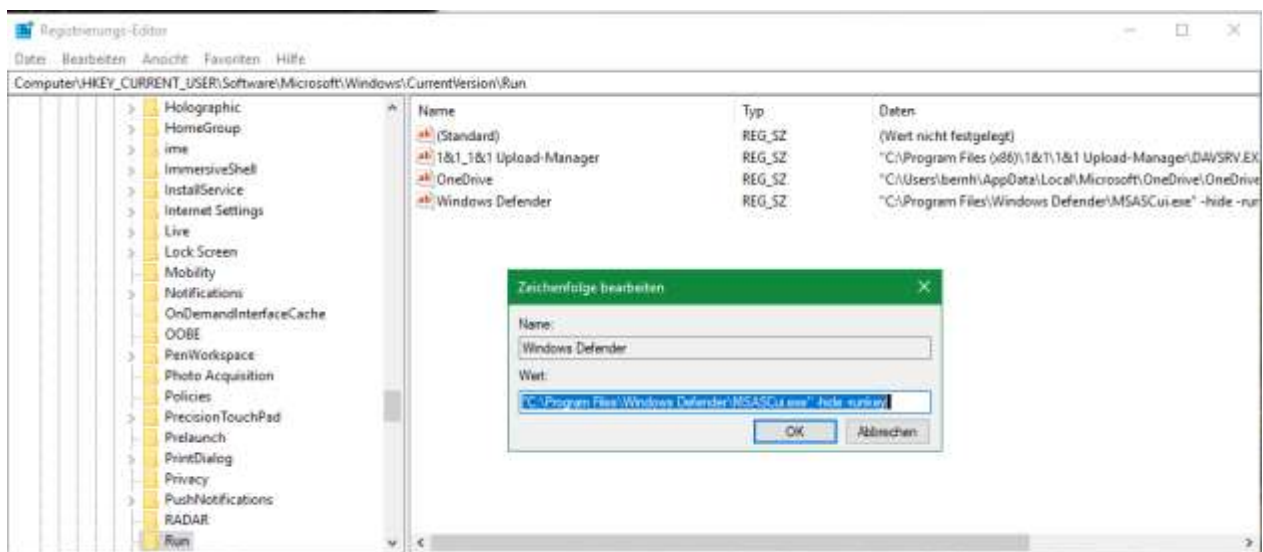 Registrierungs-Editor
Datei Bearbeiten Ansicht Favoriten Hilfe
Computer\HKEY_CURRENT_USER\Software\Microsoft\Windows\CurrentVersion\Run
Holographic
HomeGroup
ime
ImmersiveShell
InstallService
Internet Settings
Live
Lock Screen
Mobility
Notifications
OnDemandInterfaceCache
OOBE
PenWorkspace
Photo Acquisition
Policies
PrecisionTouchPad
Prelaunch
PrintDialog
Privacy
PushNotifications
RADAR
Run
Name Typ Daten
ab (Standard) REG_SZ (Wert nicht festgelegt)
ab 1&1_1&1 Upload-Manager REG_SZ "C:\Program Files (x86)\1&1\1&1 Upload-Manager\DAVSRV.EX
ab OneDrive REG_SZ "C:\Users\bernh\AppData\Local\Microsoft\OneDrive\OneDrive
ab Windows Defender REG_SZ "C:\Program Files\Windows Defender\MSASCui.exe" -hide -run
Zeichenfolge bearbeiten
Name:
Windows Defender
Wert:
"C:\Program Files\Windows Defender\MSASCui.exe" -hide -runkey
OK Abbrechen